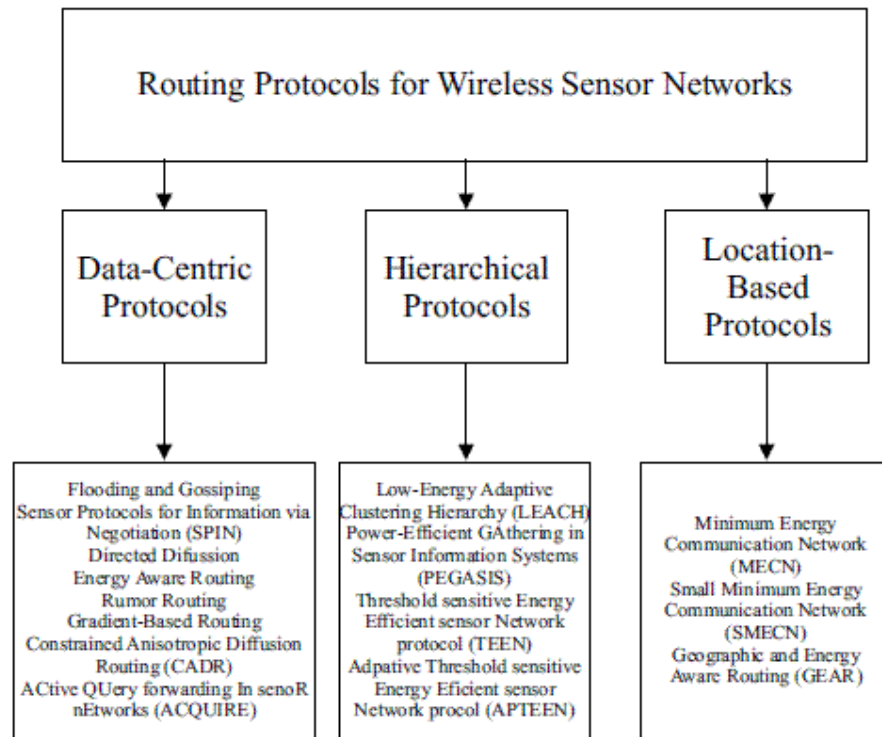 Routing Protocols for Wireless Sensor Networks
Data-Centric
Protocols
Hierarchical
Protocols
Location-
Based
Protocols
Flooding and Gossiping
Sensor Protocols for Information via
Negotiation (SPIN)
Directed Difussion
Energy Aware Routing
Rumor Routing
Gradient-Based Routing
Constrained Anisotropic Diffusion
Routing (CADR)
ACtive QUery forwarding In senoR
nEtworks (ACQUIRE)
Low-Energy Adaptive
Clustering Hierarchy (LEACH)
Power-Efficient GAthering in
Sensor Information Systems
(PEGASIS)
Threshold sensitive Energy
Efficient sensor Network
protocol (TEEN)
Adpative Threshold sensitive
Energy Eficient sensor
Network procol (APTEEN)
Minimum Energy
Communication Network
(MECN)
Small Minimum Energy
Communication Network
(SMECN)
Geographic and Energy
Aware Routing (GEAR)